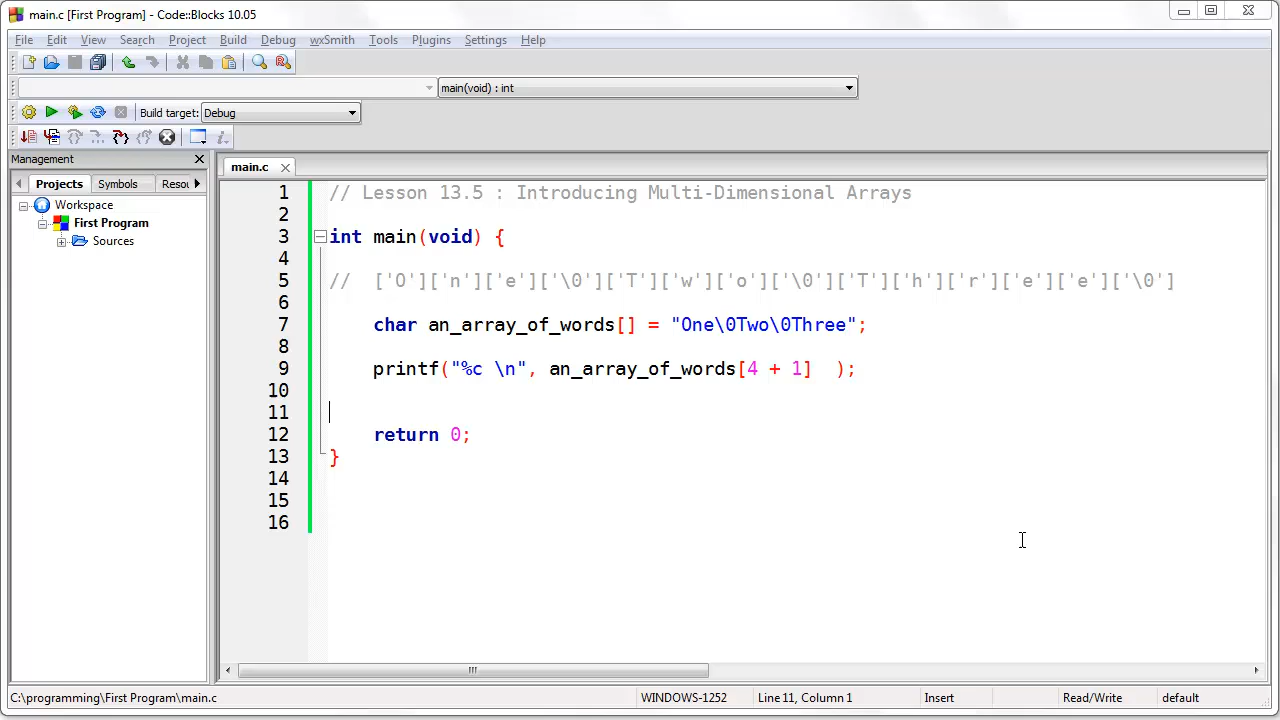 main.c [First Program] - Code::Blocks 10.05
File Edit View Search Project Build Debug wxSmith Tools Plugins Settings Help
main(void) : int
Build target: Debug
Management
main.c
Projects Symbols Resou
Workspace
First Program
Sources
1 // Lesson 13.5 : Introducing Multi-Dimensional Arrays
2
3 int main(void) {
4
5 // ['O']['n']['e']['\0']['T']['w']['o']['\0']['T']['h']['r']['e']['e']['\0']
6
7 char an_array_of_words[] = "One\0Two\0Three";
8
9 printf("%c \n", an_array_of_words[4 + 1]  );
10
11
12 return 0;
13 }
14
15
16
C:\programming\First Program\main.c WINDOWS-1252 Line 11, Column 1 Insert Read/Write default